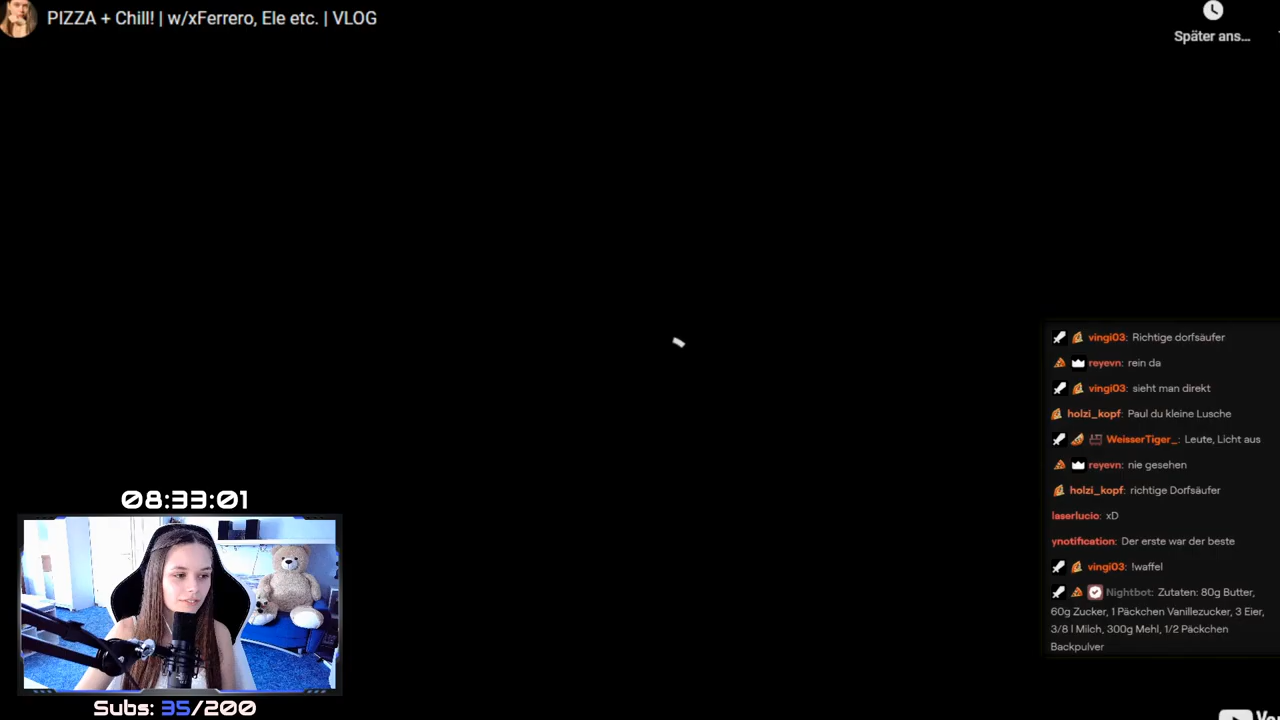 PIZZA + Chill! | w/xFerrero, Ele etc. | VLOG
Später ans...
vingi03: Richtige dorfsäufer
reyevn: rein da
vingi03: sieht man direkt
holzi_kopf: Paul du kleine Lusche
WeisserTiger_: Leute, Licht aus
reyevn: nie gesehen
holzi_kopf: richtige Dorfsäufer
laserlucio: xD
ynotification: Der erste war der beste
vingi03: !waffel
Nightbot: Zutaten: 80g Butter,
60g Zucker, 1 Päckchen Vanillezucker, 3 Eier,
3/8 l Milch, 300g Mehl, 1/2 Päckchen
Backpulver
08:33:01
Subs: 35/200